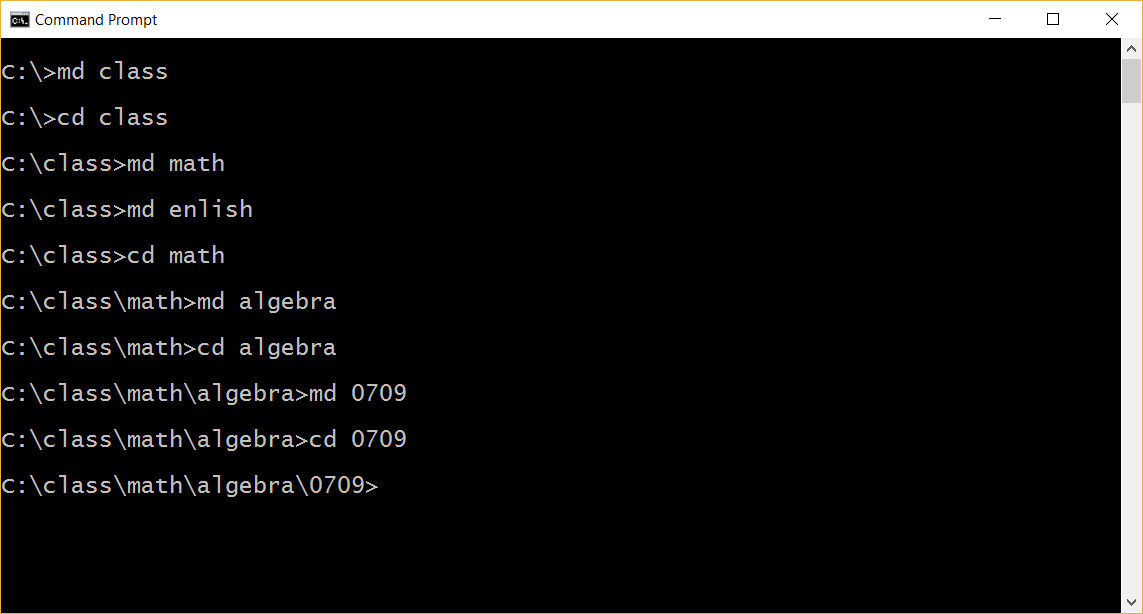 Command Prompt
C:\>md class
C:\>cd class
C:\class>md math
C:\class>md enlish
C:\class>cd math
C:\class\math>md algebra
C:\class\math>cd algebra
C:\class\math\algebra>md 0709
C:\class\math\algebra>cd 0709
C:\class\math\algebra\0709>